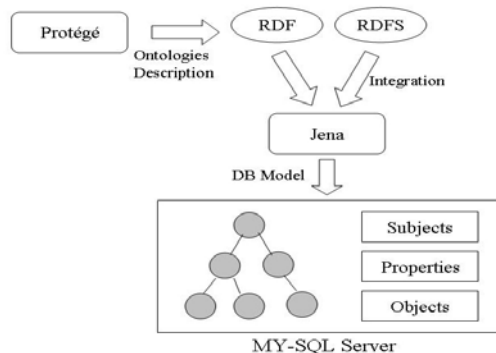 Protégé
RDF
RDFS
Ontologies
Description
Integration
Jena
DB Model
Subjects
Properties
Objects
MY-SQL Server